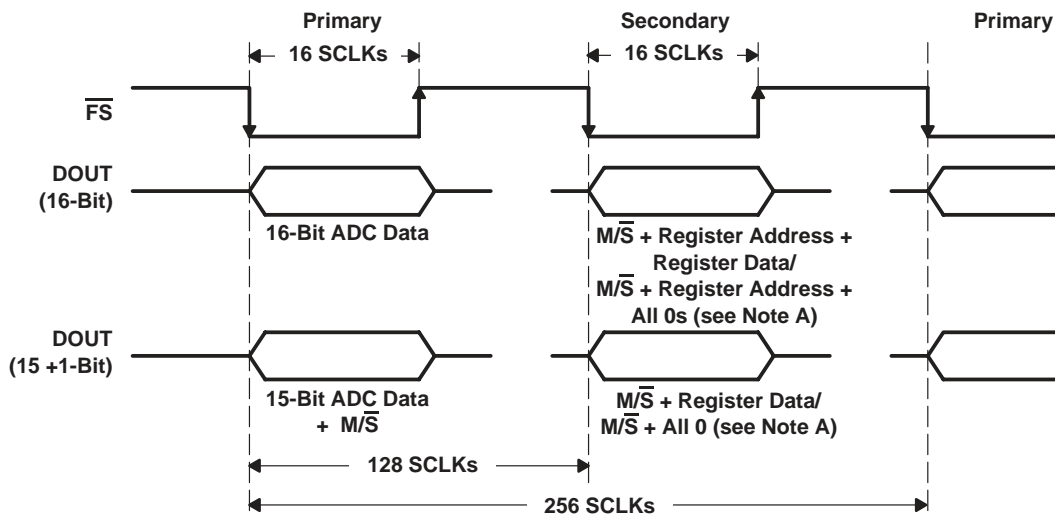 Primary
Secondary
Primary
16 SCLKs
16 SCLKs
F̅S̅
DOUT
(16-Bit)
16-Bit ADC Data
M/S̅ + Register Address +
Register Data/
M/S̅ + Register Address +
All 0s (see Note A)
DOUT
(15 +1-Bit)
15-Bit ADC Data
+ M/S̅
M/S̅ + Register Data/
M/S̅ + All 0 (see Note A)
128 SCLKs
256 SCLKs